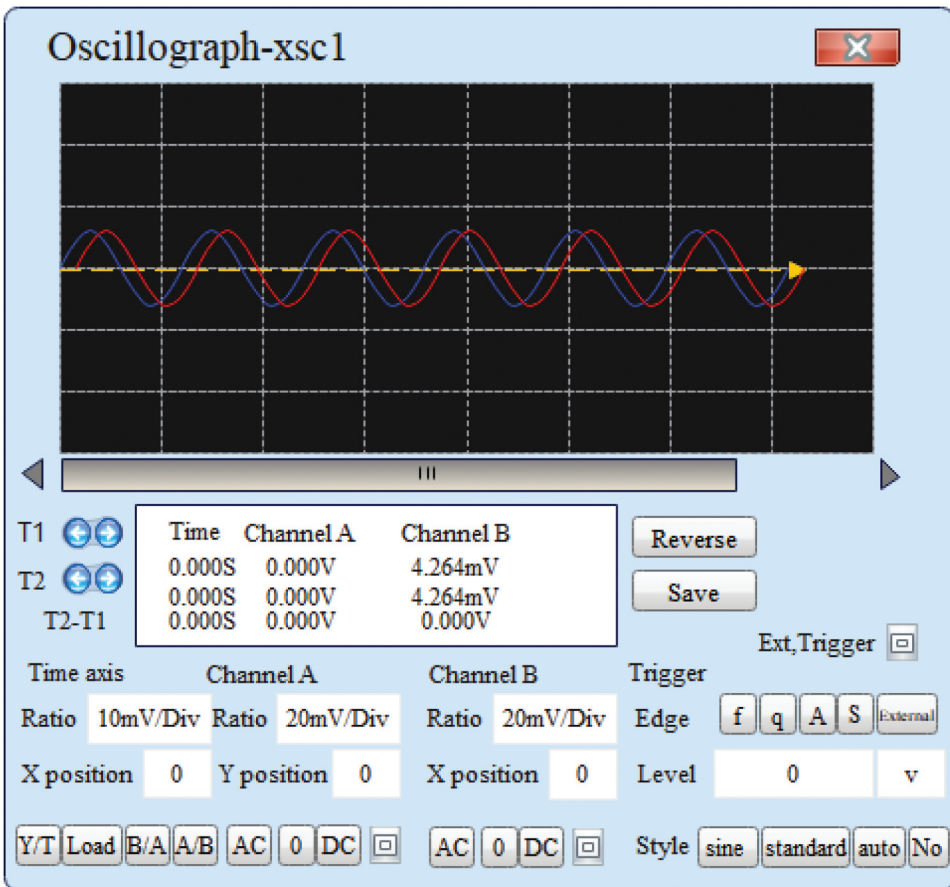 Oscillograph-xsc1
T1 Time Channel A Channel B Reverse
0.000S 0.000V 4.264mV
T2 0.000S 0.000V 4.264mV Save
T2-T1 0.000S 0.000V 0.000V
Ext,Trigger
Time axis Channel A Channel B Trigger
Ratio 10mV/Div Ratio 20mV/Div Ratio 20mV/Div Edge f q A S External
X position 0 Y position 0 X position 0 Level 0 v
Y/T Load B/A A/B AC 0 DC AC 0 DC Style sine standard auto No